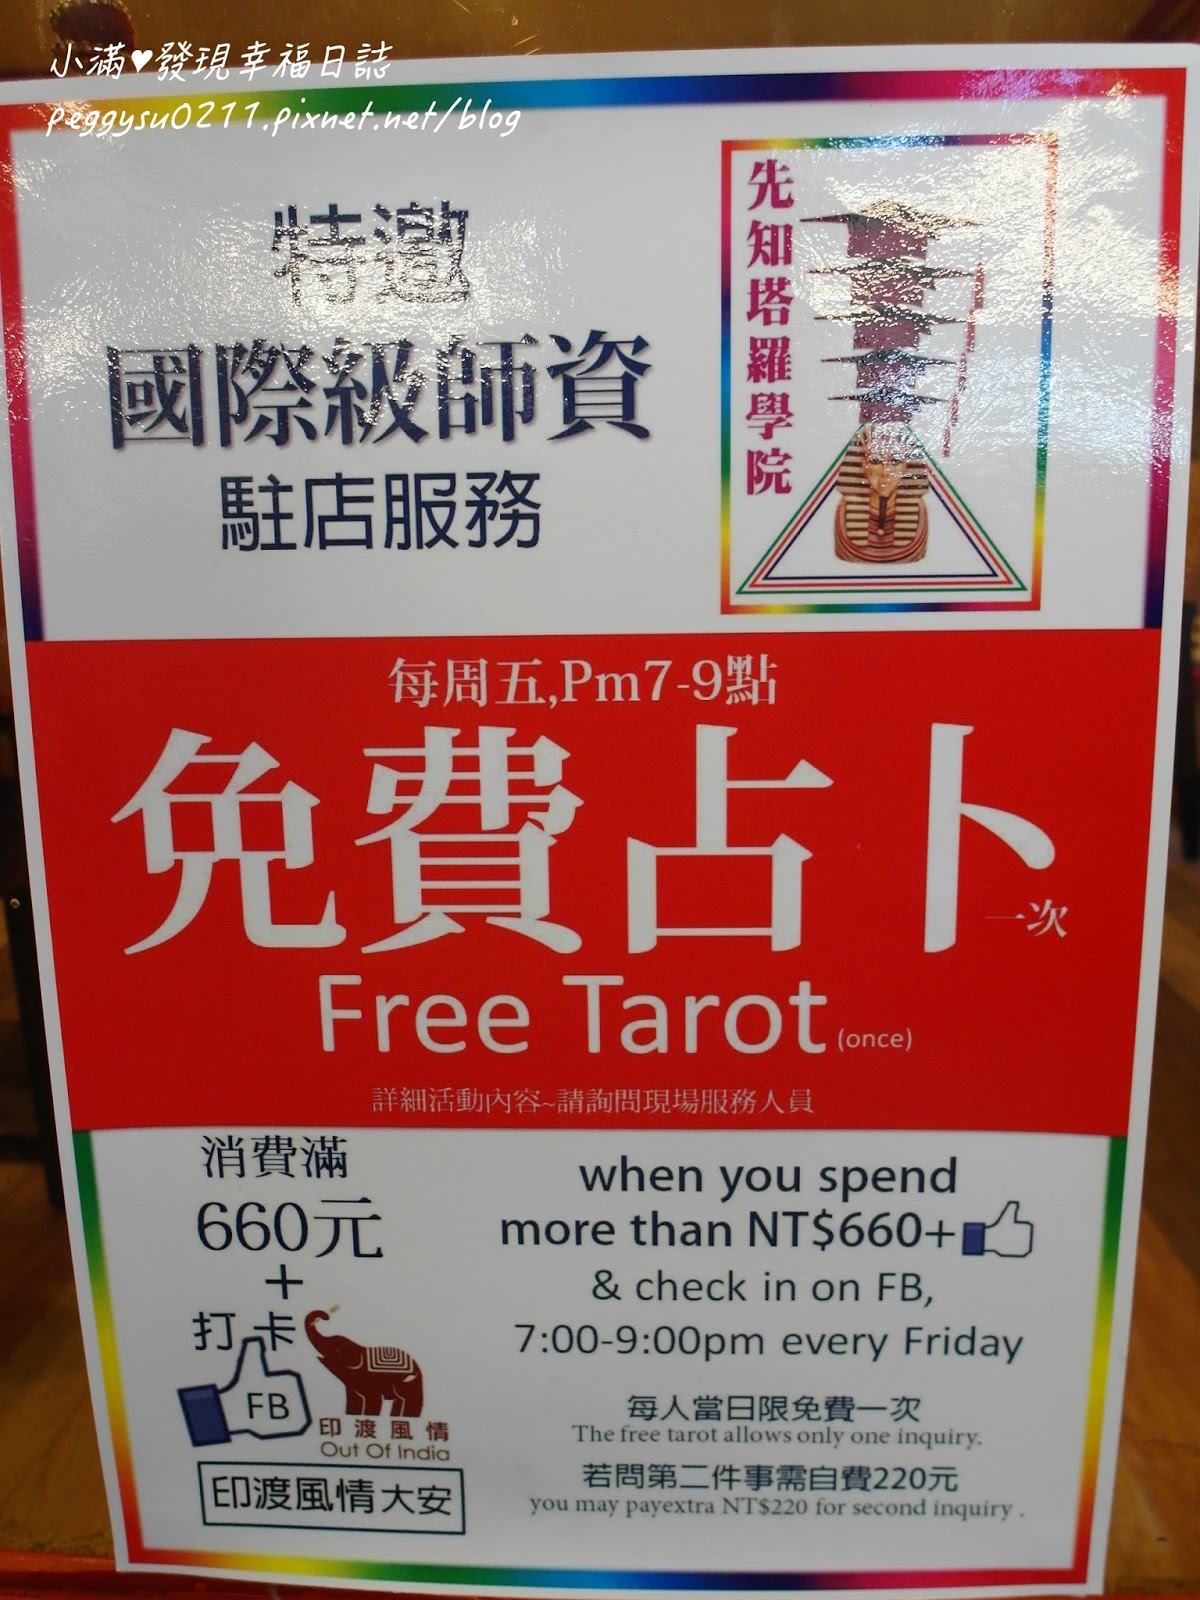 小滿♥發現幸福日誌
peggysu0211.pixnet.net/blog
特邀
國際級師資
駐店服務
先知塔羅學院
每周五,Pm7-9點
免費占卜一次
Free Tarot (once)
詳細活動內容~請詢問現場服務人員
消費滿
660元
+
打卡
FB
印渡風情
Out Of India
印渡風情大安
when you spend
more than NT$660+
& check in on FB,
7:00-9:00pm every Friday
每人當日限免費一次
The free tarot allows only one inquiry.
若問第二件事需自費220元
you may payextra NT$220 for second inquiry .